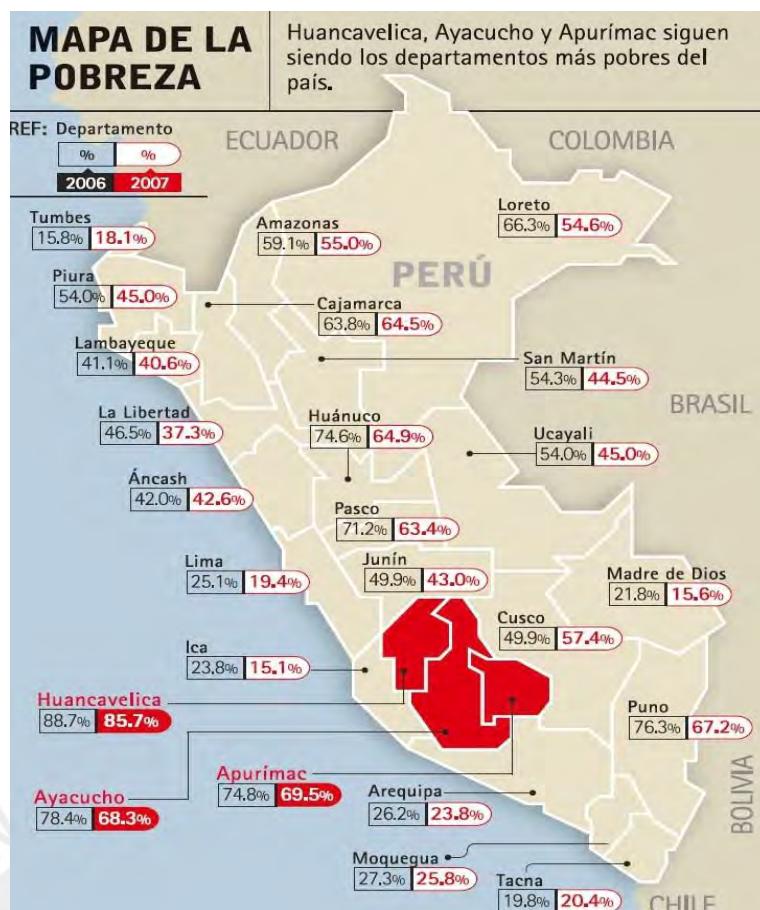 MAPA DE LA
POBREZA
Huancavelica, Ayacucho y Apurímac siguen
siendo los departamentos más pobres del
país.
REF: Departamento
% %
2006 2007
ECUADOR
COLOMBIA
Loreto
66.3% 54.6%
Tumbes
15.8% 18.1%
Amazonas
59.1% 55.0%
PERÚ
Piura
54.0% 45.0%
Cajamarca
63.8% 64.5%
Lambayeque
41.1% 40.6%
San Martín
54.3% 44.5%
BRASIL
La Libertad
46.5% 37.3%
Huánuco
74.6% 64.9%
Ucayali
54.0% 45.0%
Áncash
42.0% 42.6%
Pasco
71.2% 63.4%
Lima
25.1% 19.4%
Junín
49.9% 43.0%
Madre de Dios
21.8% 15.6%
Cusco
49.9% 57.4%
Ica
23.8% 15.1%
Huancavelica
88.7% 85.7%
Puno
76.3% 67.2%
Apurímac
74.8% 69.5%
Ayacucho
78.4% 68.3%
Arequipa
26.2% 23.8%
BOLIVIA
Moquegua
27.3% 25.8%
Tacna
19.8% 20.4%
CHILE